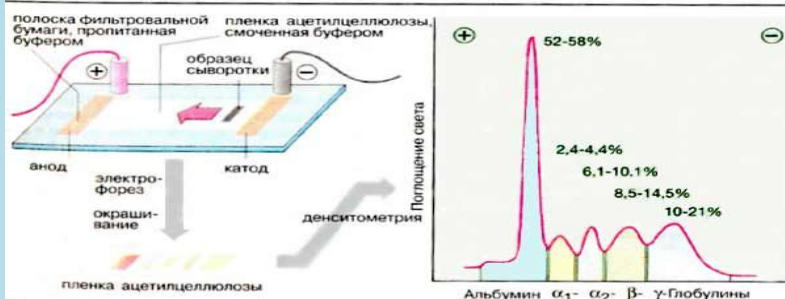 полоска фильтровальной
бумаги, пропитанная
буфером
пленка ацетилцеллюлозы,
смоченная буфером
образец
сыворотки
+
−
анод
катод
электро-
форез
окраши-
вание
денситометрия
пленка ацетилцеллюлозы
+
−
Поглощение света
52-58%
2,4-4,4%
6,1-10,1%
8,5-14,5%
10-21%
Альбумин α₁- α₂- β- γ-Глобулины